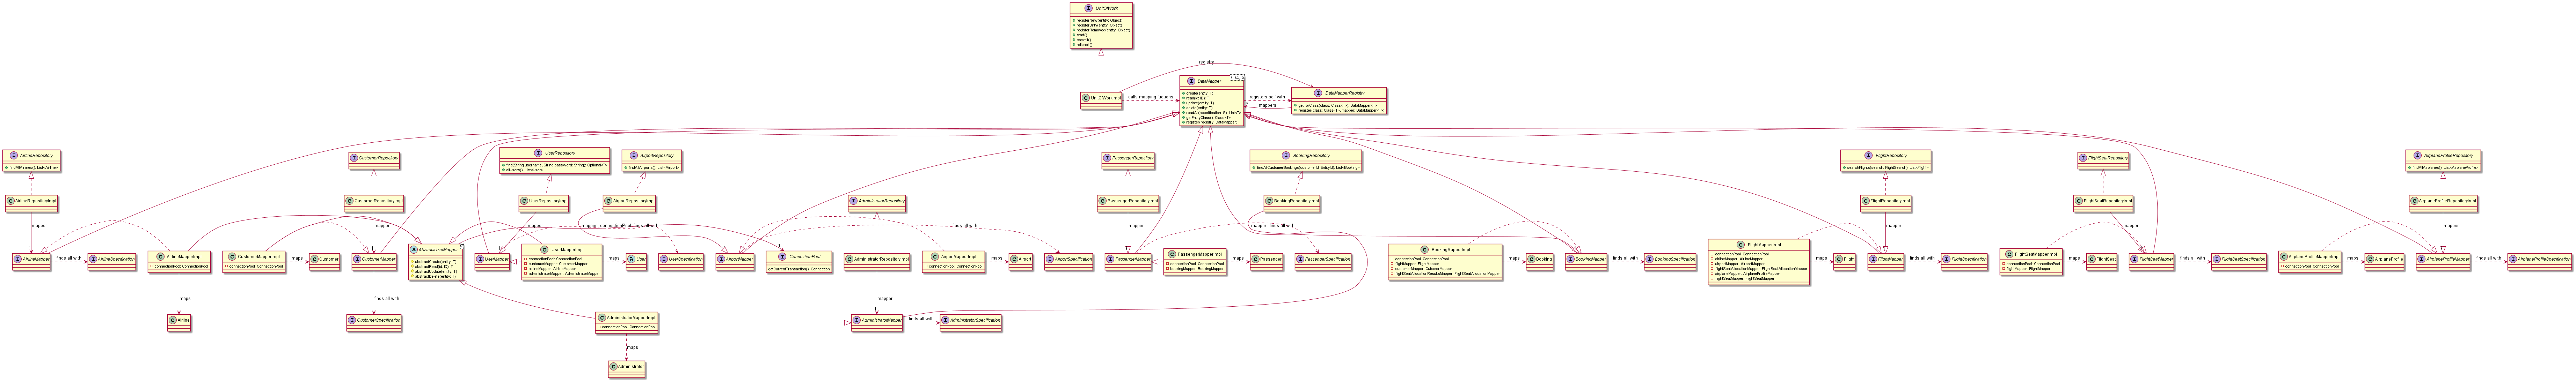 UnitOfWork
registerNew(entity: Object)
registerDirty(entity: Object)
registerRemoved(entity: Object)
start()
commit()
rollback()
registry
DataMapper
T, ID, S
create(entity: T)
read(id: ID): T
update(entity: T)
delete(entity: T)
readAll(specification: S): List<T>
getEntityClass(): Class<T>
register(registry: DataMapper)
UnitOfWorkImpl
calls mapping fuctions
registers self with
mappers
DataMapperRegistry
getForClass(class: Class<T>): DataMapper<T>
register(class: Class<T>, mapper: DataMapper<T>)
AirlineRepository
findAllAirlines(): List<Airline>
CustomerRepository
UserRepository
find(String username, String password: String): Optional<T>
allUsers(): List<User>
AirportRepository
findAllAirports(): List<Airport>
PassengerRepository
BookingRepository
findAllCustomerBookings(customerId: EntityId): List<Booking>
FlightRepository
searchFlights(search: FlightSearch): List<Flight>
FlightSeatRepository
AirplaneProfileRepository
findAllAirplanes(): List<AirplaneProfile>
AirlineRepositoryImpl
CustomerRepositoryImpl
UserRepositoryImpl
AirportRepositoryImpl
AdministratorRepository
PassengerRepositoryImpl
BookingRepositoryImpl
FlightRepositoryImpl
FlightSeatRepositoryImpl
AirplaneProfileRepositoryImpl
mapper
mapper
mapper
mapper
connectionPool
finds all with
finds all with
mapper
mapper
finds all with
mapper
mapper
mapper
AirlineMapper
finds all with
AirlineSpecification
AirlineMapperImpl
connectionPool: ConnectionPool
CustomerMapperImpl
connectionPool: ConnectionPool
maps
Customer
CustomerMapper
AbstractUserMapper
abstractCreate(entity: T)
abstractRead(id: ID): T
abstractUpdate(entity: T)
abstractDelete(entity: T)
UserMapper
UserMapperImpl
connectionPool: ConnectionPool
customerMapper: CustomerMapper
airlineMapper: AirlineMapper
administratorMapper: AdministratorMapper
maps
User
UserSpecification
AirportMapper
ConnectionPool
getCurrentTransaction(): Connection
AdministratorRepositoryImpl
AirportMapperImpl
connectionPool: ConnectionPool
maps
Airport
AirportSpecification
PassengerMapper
PassengerMapperImpl
connectionPool: ConnectionPool
bookingMapper: BookingMapper
maps
Passenger
PassengerSpecification
BookingMapperImpl
connectionPool: ConnectionPool
flightMapper: FlightMapper
customerMapper: CutomerMapper
flightSeatAllocationResultsMapper: FlightSeatAllocationMapper
maps
Booking
BookingMapper
finds all with
BookingSpecification
FlightMapperImpl
connectionPool: ConnectionPool
airlineMapper: AirlineMapper
airportMapper: AirportMapper
flightSeatAllocationMapper: FlightSeatAllocationMapper
airplaneMapper: AirplaneProfileMapper
flightSeatMapper: FlightSeatMapper
maps
Flight
FlightMapper
finds all with
FlightSpecification
FlightSeatMapperImpl
connectionPool: ConnectionPool
flightMapper: FlightMapper
maps
FlightSeat
FlightSeatMapper
finds all with
FlightSeatSpecification
AirplaneProfileMapperImpl
connectionPool: ConnectionPool
maps
AirplaneProfile
AirplaneProfileMapper
finds all with
AirplaneProfileSpecification
maps
finds all with
mapper
Airline
CustomerSpecification
AdministratorMapperImpl
connectionPool: ConnectionPool
AdministratorMapper
finds all with
AdministratorSpecification
maps
Administrator